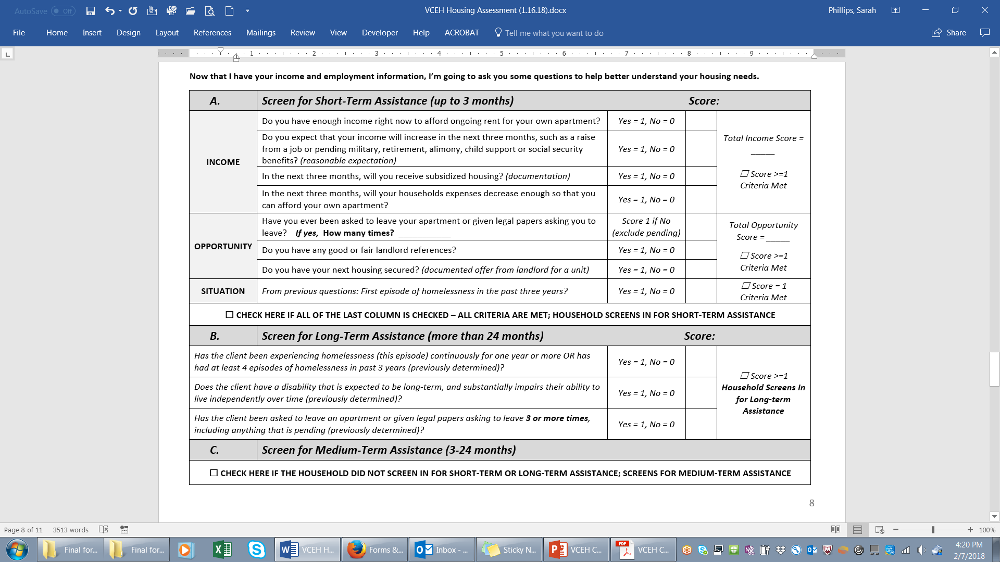 AutoSave Off
VCEH Housing Assessment (1.16.18).docx
Phillips, Sarah
File Home Insert Design Layout References Mailings Review View Developer Help ACROBAT Tell me what you want to do Share
L 1 2 3 4 5 6 7 8 9
Now that I have your income and employment information, I'm going to ask you some questions to help better understand your housing needs.
A. Screen for Short-Term Assistance (up to 3 months) Score:
INCOME
Do you have enough income right now to afford ongoing rent for your own apartment? Yes = 1, No = 0
Do you expect that your income will increase in the next three months, such as a raise
from a job or pending military, retirement, alimony, child support or social security
benefits? (reasonable expectation)
Yes = 1, No = 0
In the next three months, will you receive subsidized housing? (documentation) Yes = 1, No = 0
In the next three months, will your households expenses decrease enough so that you
can afford your own apartment?
Yes = 1, No = 0
Total Income Score =
_____
☐ Score >=1
Criteria Met
OPPORTUNITY
Have you ever been asked to leave your apartment or given legal papers asking you to
leave? If yes, How many times? ___________
Score 1 if No
(exclude pending)
Do you have any good or fair landlord references? Yes = 1, No = 0
Do you have your next housing secured? (documented offer from landlord for a unit) Yes = 1, No = 0
Total Opportunity
Score = _____
☐ Score >=1
Criteria Met
SITUATION
From previous questions: First episode of homelessness in the past three years? Yes = 1, No = 0
☐ Score = 1
Criteria Met
☐ CHECK HERE IF ALL OF THE LAST COLUMN IS CHECKED – ALL CRITERIA ARE MET; HOUSEHOLD SCREENS IN FOR SHORT-TERM ASSISTANCE
B. Screen for Long-Term Assistance (more than 24 months) Score:
Has the client been experiencing homelessness (this episode) continuously for one year or more OR has
had at least 4 episodes of homelessness in past 3 years (previously determined)?
Yes = 1, No = 0
Does the client have a disability that is expected to be long-term, and substantially impairs their ability to
live independently over time (previously determined)?
Yes = 1, No = 0
Has the client been asked to leave an apartment or given legal papers asking to leave 3 or more times,
including anything that is pending (previously determined)?
Yes = 1, No = 0
☐ Score >=1
Household Screens In
for Long-term
Assistance
C. Screen for Medium-Term Assistance (3-24 months)
☐ CHECK HERE IF THE HOUSEHOLD DID NOT SCREEN IN FOR SHORT-TERM OR LONG-TERM ASSISTANCE; SCREENS FOR MEDIUM-TERM ASSISTANCE
8
Page 8 of 11 3513 words 100%
Final for... Final for... VCEH H... Forms &... Inbox - ... Sticky N... VCEH C... PDF VCEH C...
4:20 PM
2/7/2018